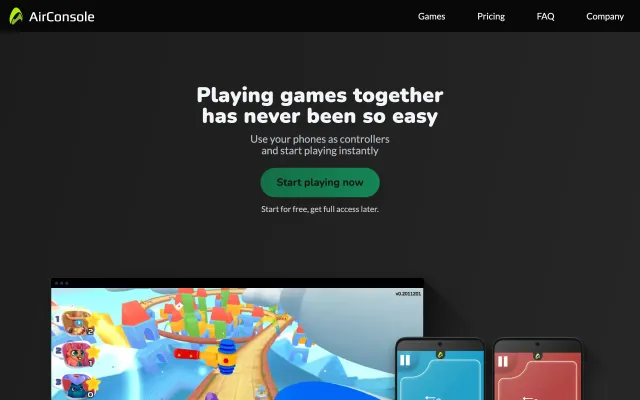 AirConsole
Games
Pricing
FAQ
Company
Playing games together
has never been so easy
Use your phones as controllers
and start playing instantly
Start playing now
Start for free, get full access later.
v0.2011201
1
2
2
1
3
0